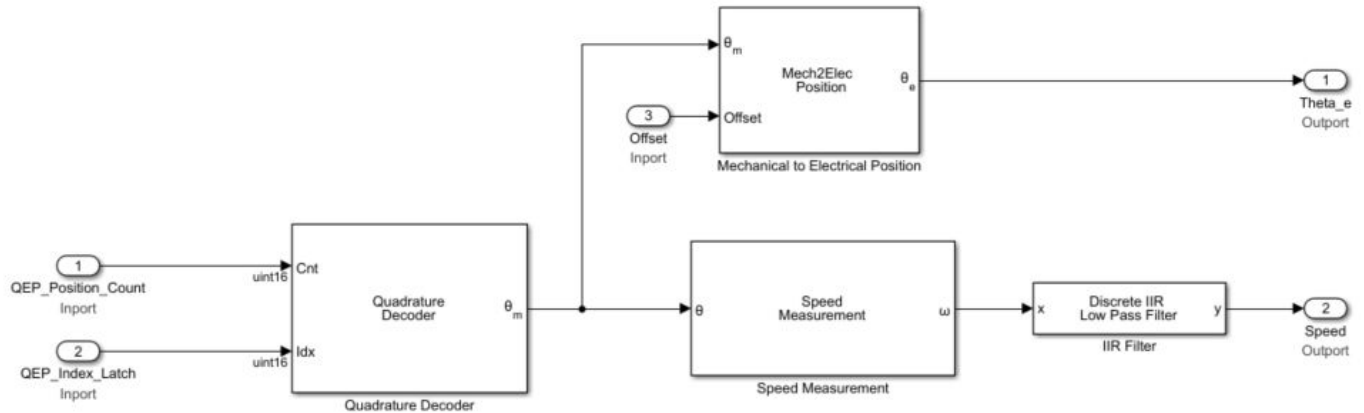 θm
Mech2Elec
Position
θe
Offset
Mechanical to Electrical Position
3
Offset
Inport
1
Theta_e
Outport
1
QEP_Position_Count
Inport
uint16
Cnt
Quadrature
Decoder
θm
2
QEP_Index_Latch
Inport
uint16
Idx
Quadrature Decoder
θ
Speed
Measurement
ω
Speed Measurement
x
Discrete IIR
Low Pass Filter
y
IIR Filter
2
Speed
Outport